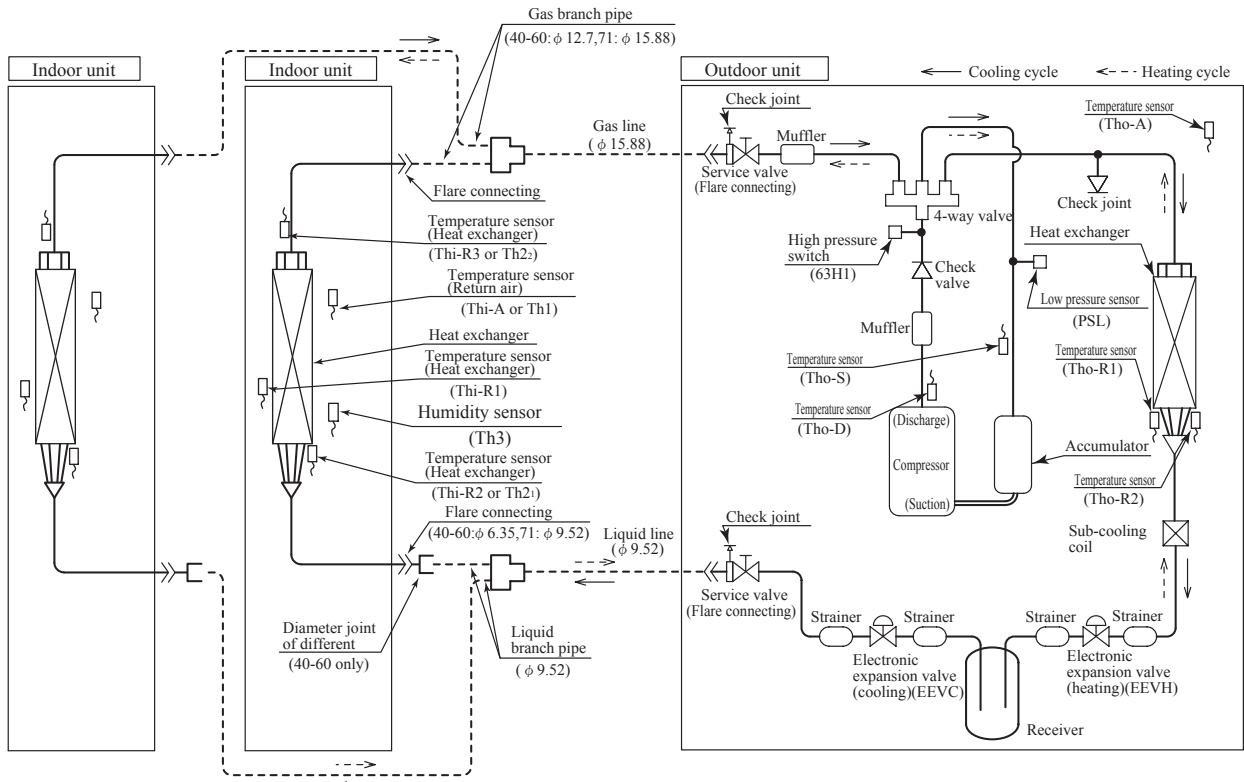 Gas branch pipe
(40-60: φ 12.7,71: φ 15.88)
Indoor unit
Indoor unit
Outdoor unit
Cooling cycle
Heating cycle
Check joint
Temperature sensor
(Tho-A)
Muffler
Gas line
(φ 15.88)
Service valve
(Flare connecting)
Flare connecting
4-way valve
Check joint
Temperature sensor
(Heat exchanger)
(Thi-R3 or Th2₂)
High pressure
switch
(63H1)
Heat exchanger
Temperature sensor
(Return air)
(Thi-A or Th1)
Check
valve
Low pressure sensor
(PSL)
Heat exchanger
Muffler
Temperature sensor
(Heat exchanger)
(Thi-R1)
Temperature sensor
(Tho-S)
Temperature sensor
(Tho-R1)
Humidity sensor
(Th3)
Temperature sensor
(Tho-D)
(Discharge)
Compressor
(Suction)
Accumulator
Temperature sensor
(Heat exchanger)
(Thi-R2 or Th2₁)
Temperature sensor
(Tho-R2)
Flare connecting
(40-60:φ 6.35,71: φ 9.52)
Liquid line
(φ 9.52)
Check joint
Sub-cooling
coil
Service valve
(Flare connecting)
Diameter joint
of different
(40-60 only)
Liquid
branch pipe
( φ 9.52)
Strainer
Strainer
Strainer
Strainer
Electronic
expansion valve
(cooling)(EEVC)
Electronic
expansion valve
(heating)(EEVH)
Receiver